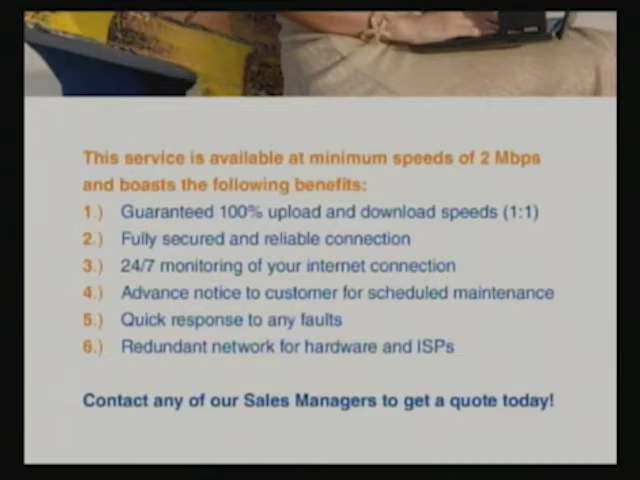 This service is available at minimum speeds of 2 Mbps
and boasts the following benefits:
1.) Guaranteed 100% upload and download speeds (1:1)
2.) Fully secured and reliable connection
3.) 24/7 monitoring of your internet connection
4.) Advance notice to customer for scheduled maintenance
5.) Quick response to any faults
6.) Redundant network for hardware and ISPs
Contact any of our Sales Managers to get a quote today!